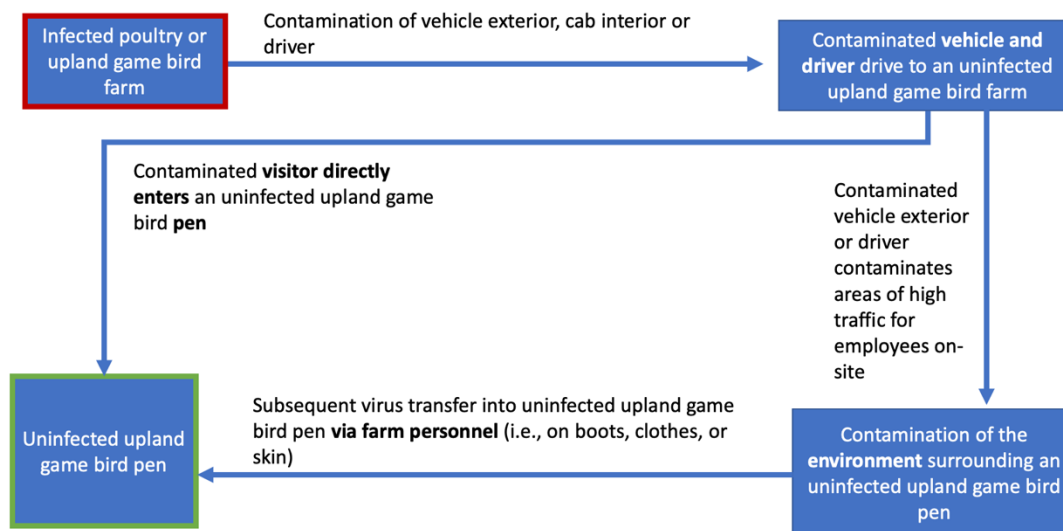 Infected poultry or
upland game bird
farm
Contamination of vehicle exterior, cab interior or
driver
Contaminated vehicle and
driver drive to an uninfected
upland game bird farm
Contaminated visitor directly
enters an uninfected upland game
bird pen
Contaminated
vehicle exterior
or driver
contaminates
areas of high
traffic for
employees on-
site
Uninfected upland
game bird pen
Subsequent virus transfer into uninfected upland game
bird pen via farm personnel (i.e., on boots, clothes, or
skin)
Contamination of the
environment surrounding an
uninfected upland game bird
pen